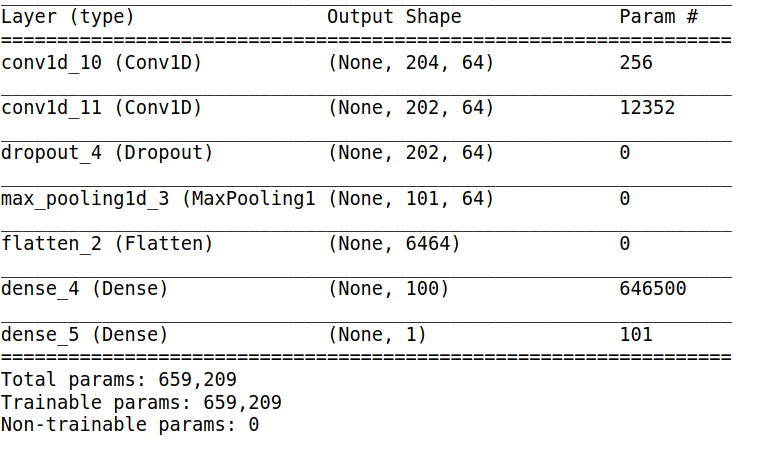 Layer (type) Output Shape Param #
=================================================================
conv1d_10 (Conv1D) (None, 204, 64) 256
conv1d_11 (Conv1D) (None, 202, 64) 12352
dropout_4 (Dropout) (None, 202, 64) 0
max_pooling1d_3 (MaxPooling1 (None, 101, 64) 0
flatten_2 (Flatten) (None, 6464) 0
dense_4 (Dense) (None, 100) 646500
dense_5 (Dense) (None, 1) 101
=================================================================
Total params: 659,209
Trainable params: 659,209
Non-trainable params: 0